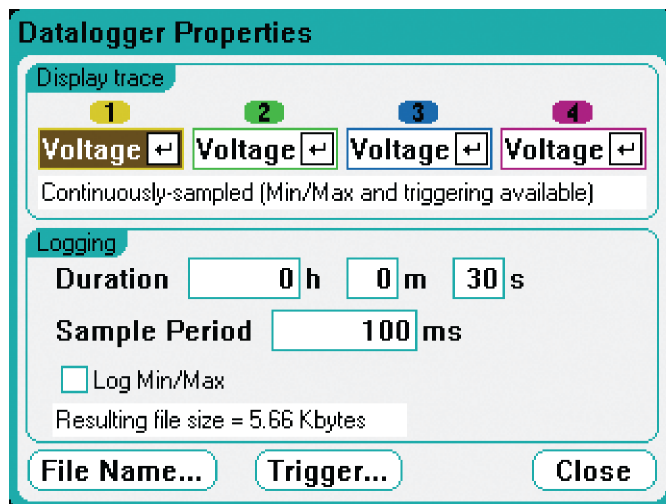 Datalogger Properties
Display trace
1 2 3 4
Voltage Voltage Voltage Voltage
Continuously-sampled (Min/Max and triggering available)
Logging
Duration 0 h 0 m 30 s
Sample Period 100 ms
Log Min/Max
Resulting file size = 5.66 Kbytes
File Name... Trigger... Close